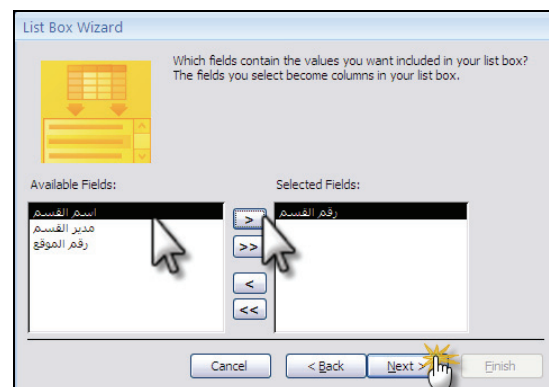 List Box Wizard
Which fields contain the values you want included in your list box?
The fields you select become columns in your list box.
Available Fields:
Selected Fields:
اسم القسم
مدير القسم
رقم الموقع
>
>>
<
<<
رقم القسم
Cancel
< Back
Next >
Finish